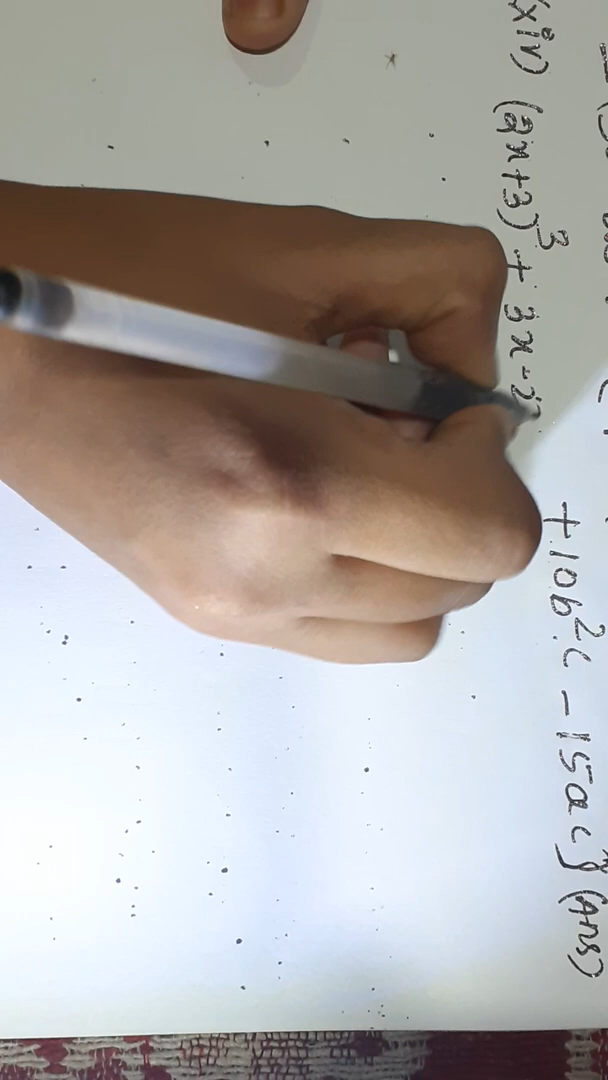 +10b²c - 15ac} (Ans)
(xiv) (2x+3)³ + 3x - 2